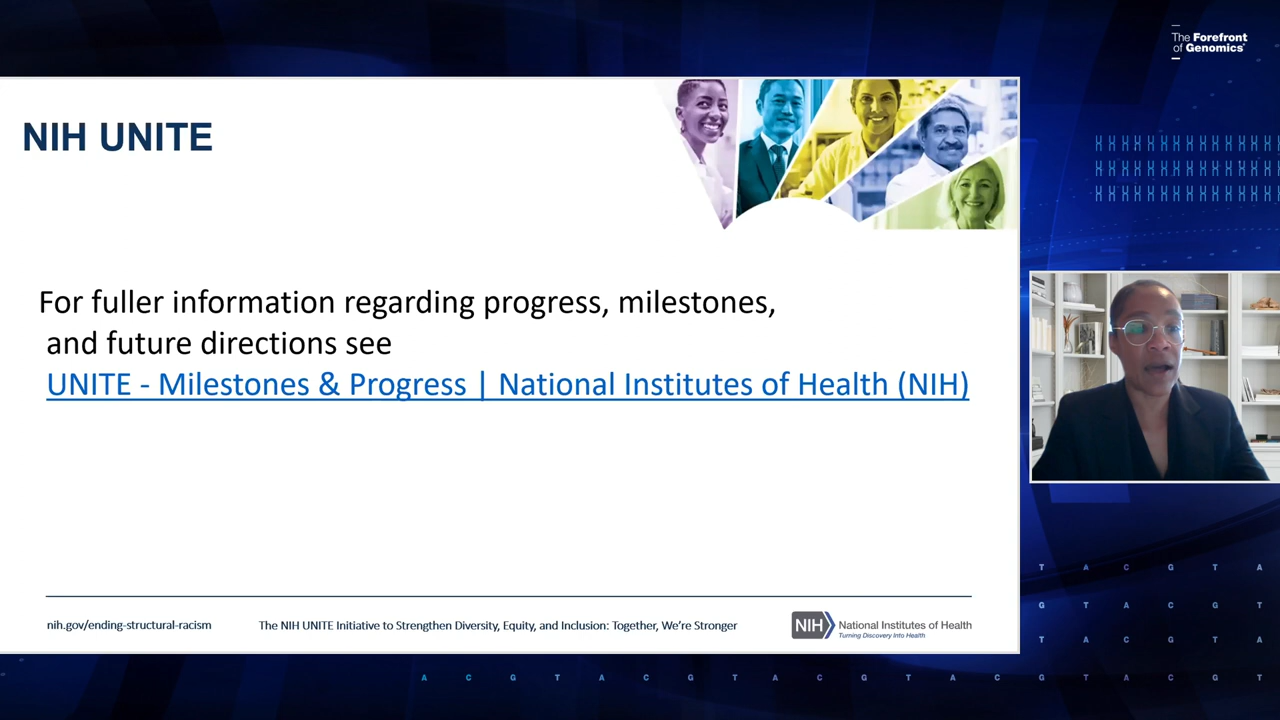 The Forefront
of Genomics®
NIH UNITE
For fuller information regarding progress, milestones,
and future directions see
UNITE - Milestones & Progress | National Institutes of Health (NIH)
nih.gov/ending-structural-racism
The NIH UNITE Initiative to Strengthen Diversity, Equity, and Inclusion: Together, We’re Stronger
NIH
National Institutes of Health
Turning Discovery Into Health
T A C G T A
G T A C G T
T A C G T A
A C G T A C G T A C G T A C G T A C G T